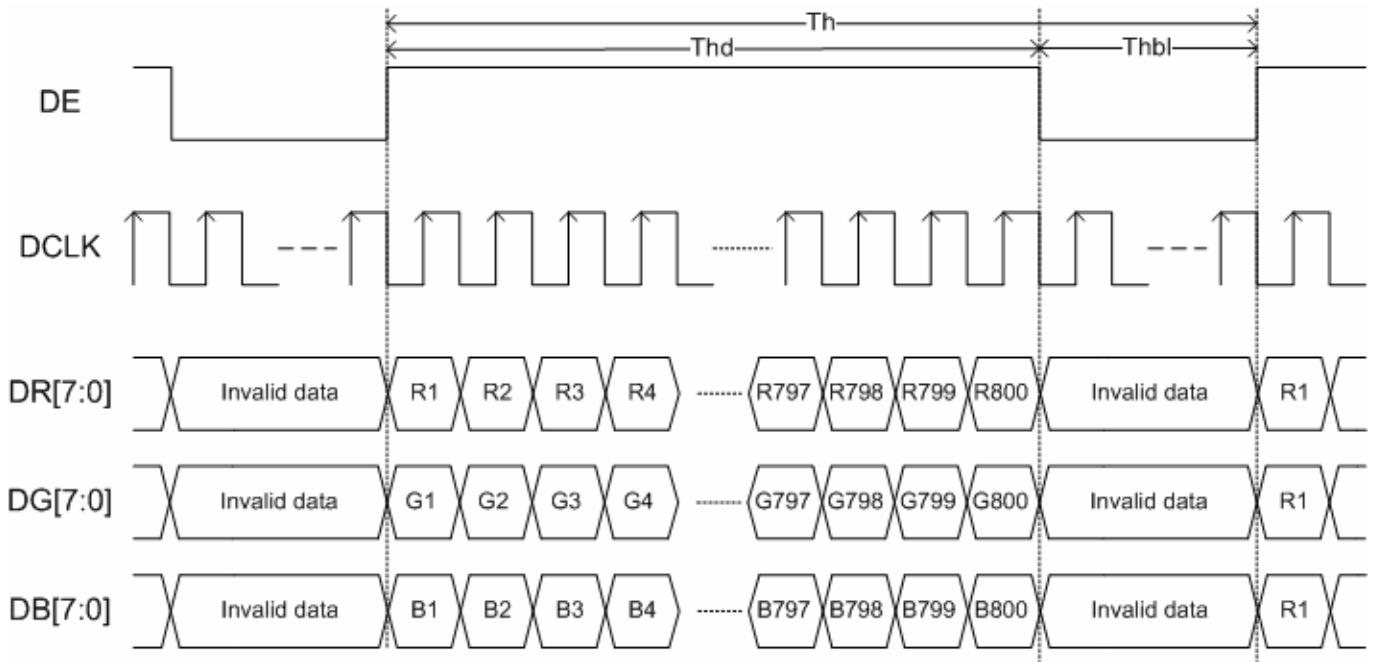 Th
Thd Thbl
DE
DCLK
DR[7:0] Invalid data R1 R2 R3 R4 R797 R798 R799 R800 Invalid data R1
DG[7:0] Invalid data G1 G2 G3 G4 G797 G798 G799 G800 Invalid data R1
DB[7:0] Invalid data B1 B2 B3 B4 B797 B798 B799 B800 Invalid data R1